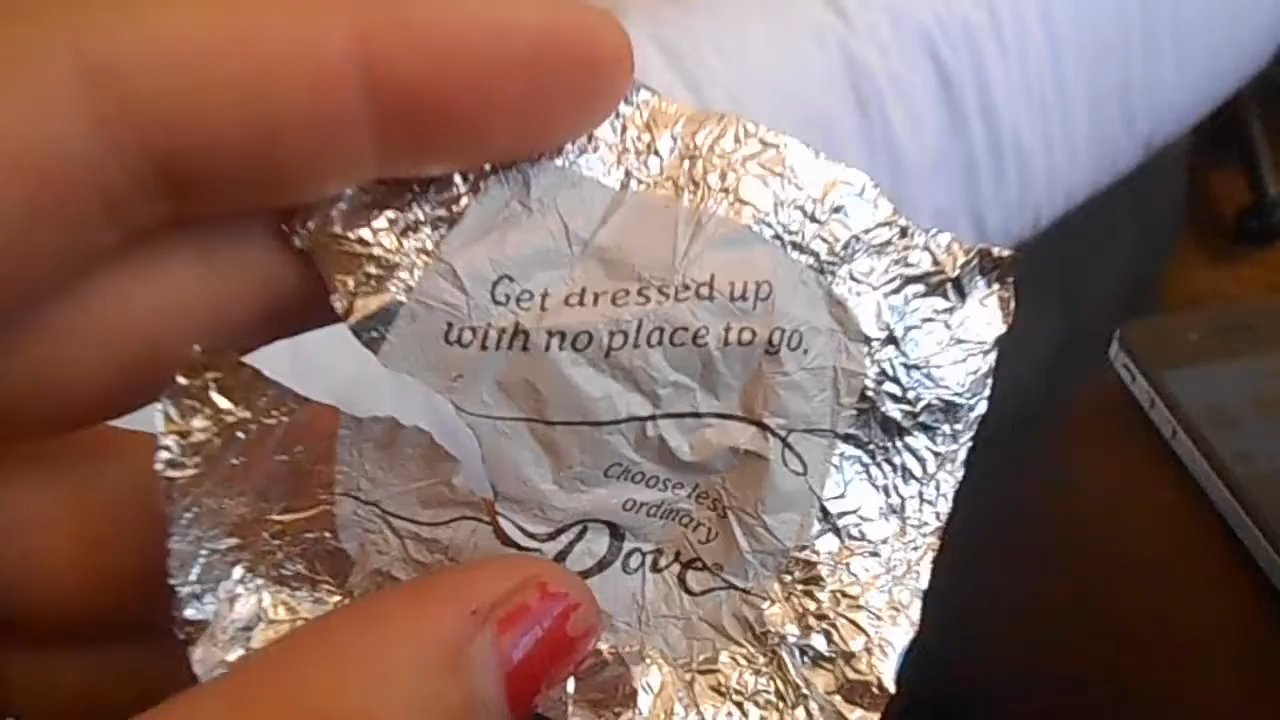 Get dressed up
with no place to go.
Choose less
ordinary
Dove